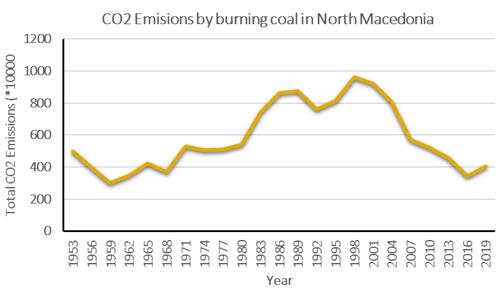 CO2 Emisions by burning coal in North Macedonia
Total CO2 Emissions (*10000
1200
1000
800
600
400
200
0
1953 1956 1959 1962 1965 1968 1971 1974 1977 1980 1983 1986 1989 1992 1995 1998 2001 2004 2007 2010 2013 2016 2019
Year